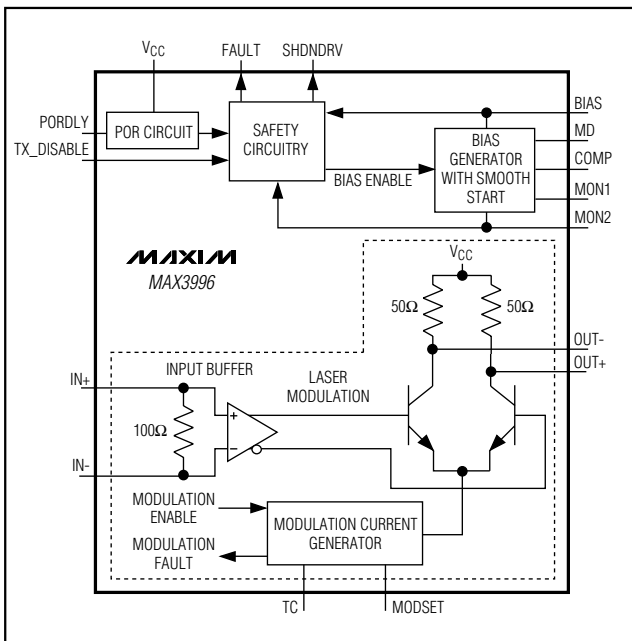 VCC
FAULT
SHDNDRV
PORDLY
POR CIRCUIT
TX_DISABLE
SAFETY
CIRCUITRY
BIAS ENABLE
BIAS
GENERATOR
WITH SMOOTH
START
BIAS
MD
COMP
MON1
MON2
MAXIM
MAX3996
VCC
50Ω
50Ω
OUT-
OUT+
IN+
INPUT BUFFER
LASER
MODULATION
100Ω
+
−
IN-
MODULATION
ENABLE
MODULATION
FAULT
MODULATION CURRENT
GENERATOR
TC
MODSET